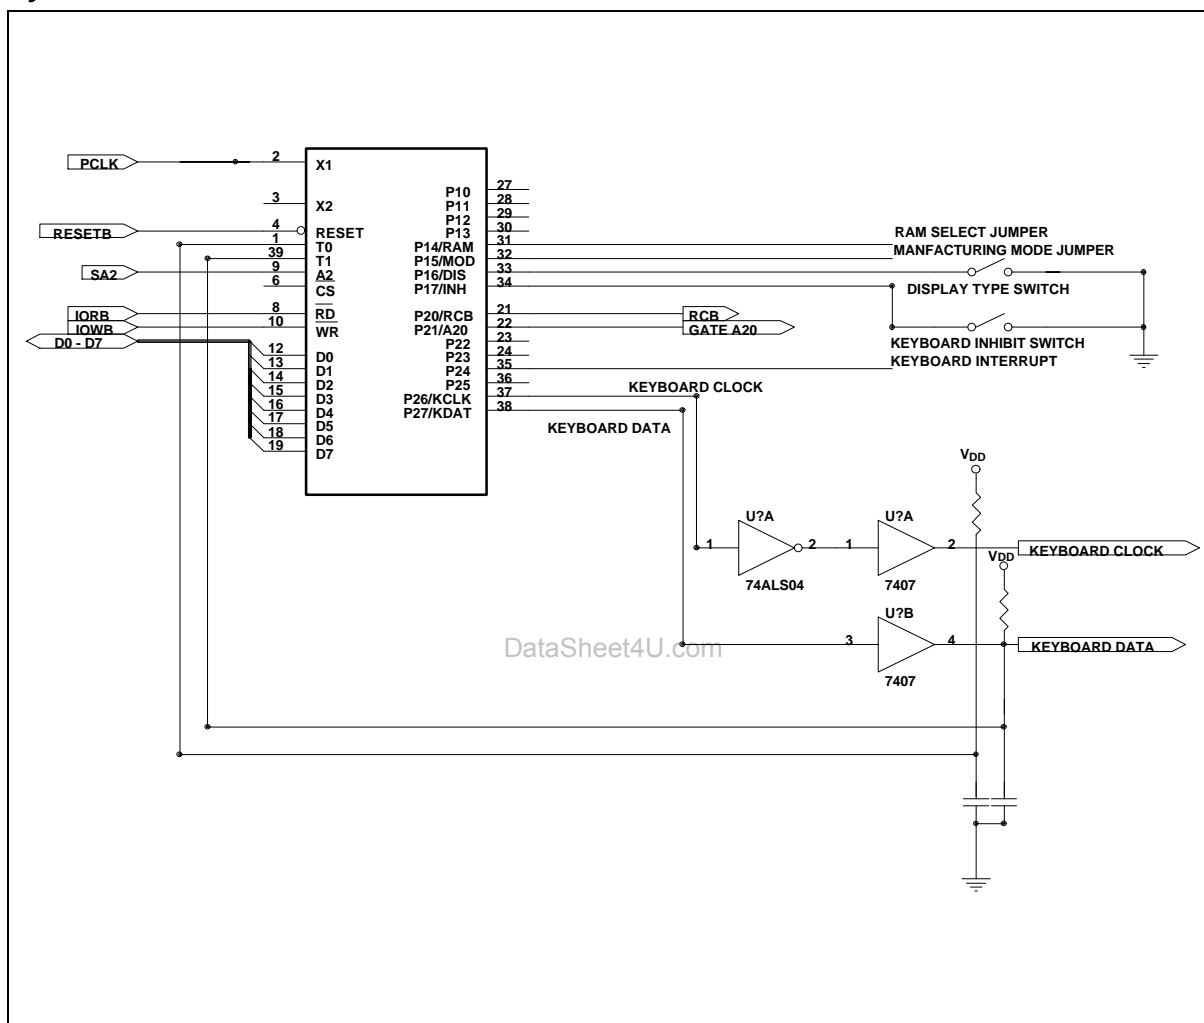 PCLK
2
X1
3
X2
RESETB
4
RESET
1
T0
39
T1
SA2
9
A2
6
CS
IORB
8
RD
IOWB
10
WR
D0 - D7
12
D0
13
D1
14
D2
15
D3
16
D4
17
D5
18
D6
19
D7
P10
27
P11
28
P12
29
P13
30
P14/RAM
31
RAM SELECT JUMPER
P15/MOD
32
MANFACTURING MODE JUMPER
P16/DIS
33
P17/INH
34
DISPLAY TYPE SWITCH
P20/RCB
21
RCB
P21/A20
22
GATE A20
P22
23
KEYBOARD INHIBIT SWITCH
P23
24
P24
35
KEYBOARD INTERRUPT
P25
36
P26/KCLK
37
KEYBOARD CLOCK
P27/KDAT
38
KEYBOARD DATA
VDD
U?A
U?A
1
2
1
2
KEYBOARD CLOCK
74ALS04
7407
VDD
U?B
3
4
KEYBOARD DATA
7407
DataSheet4U.com